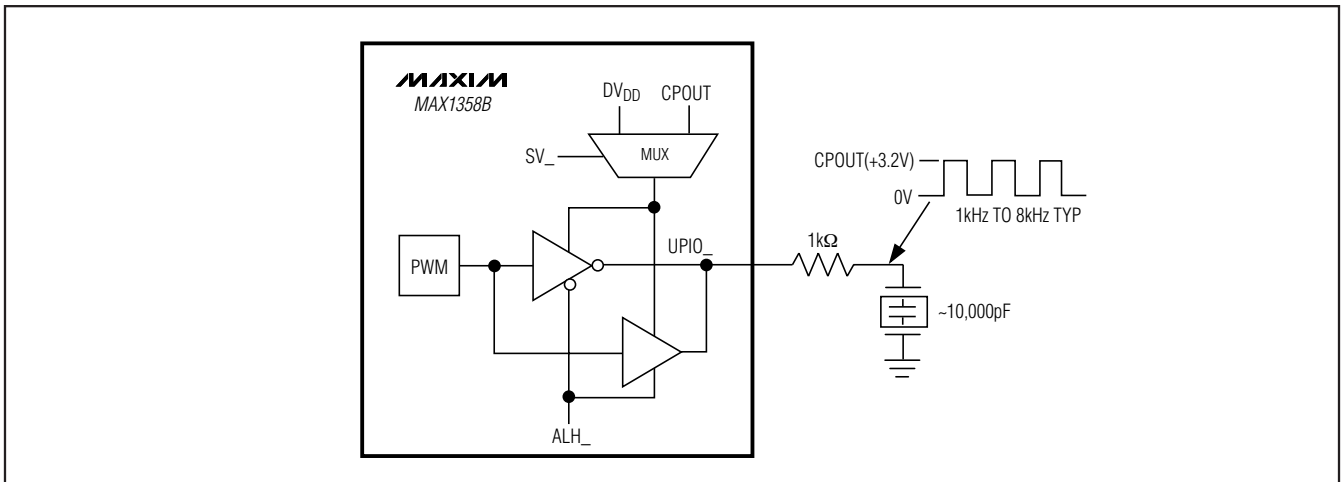 MAXIM
MAX1358B
DV_DD CPOUT
SV_
MUX
CPOUT(+3.2V)
0V
1kHz TO 8kHz TYP
PWM
UPIO_
1kΩ
~10,000pF
ALH_